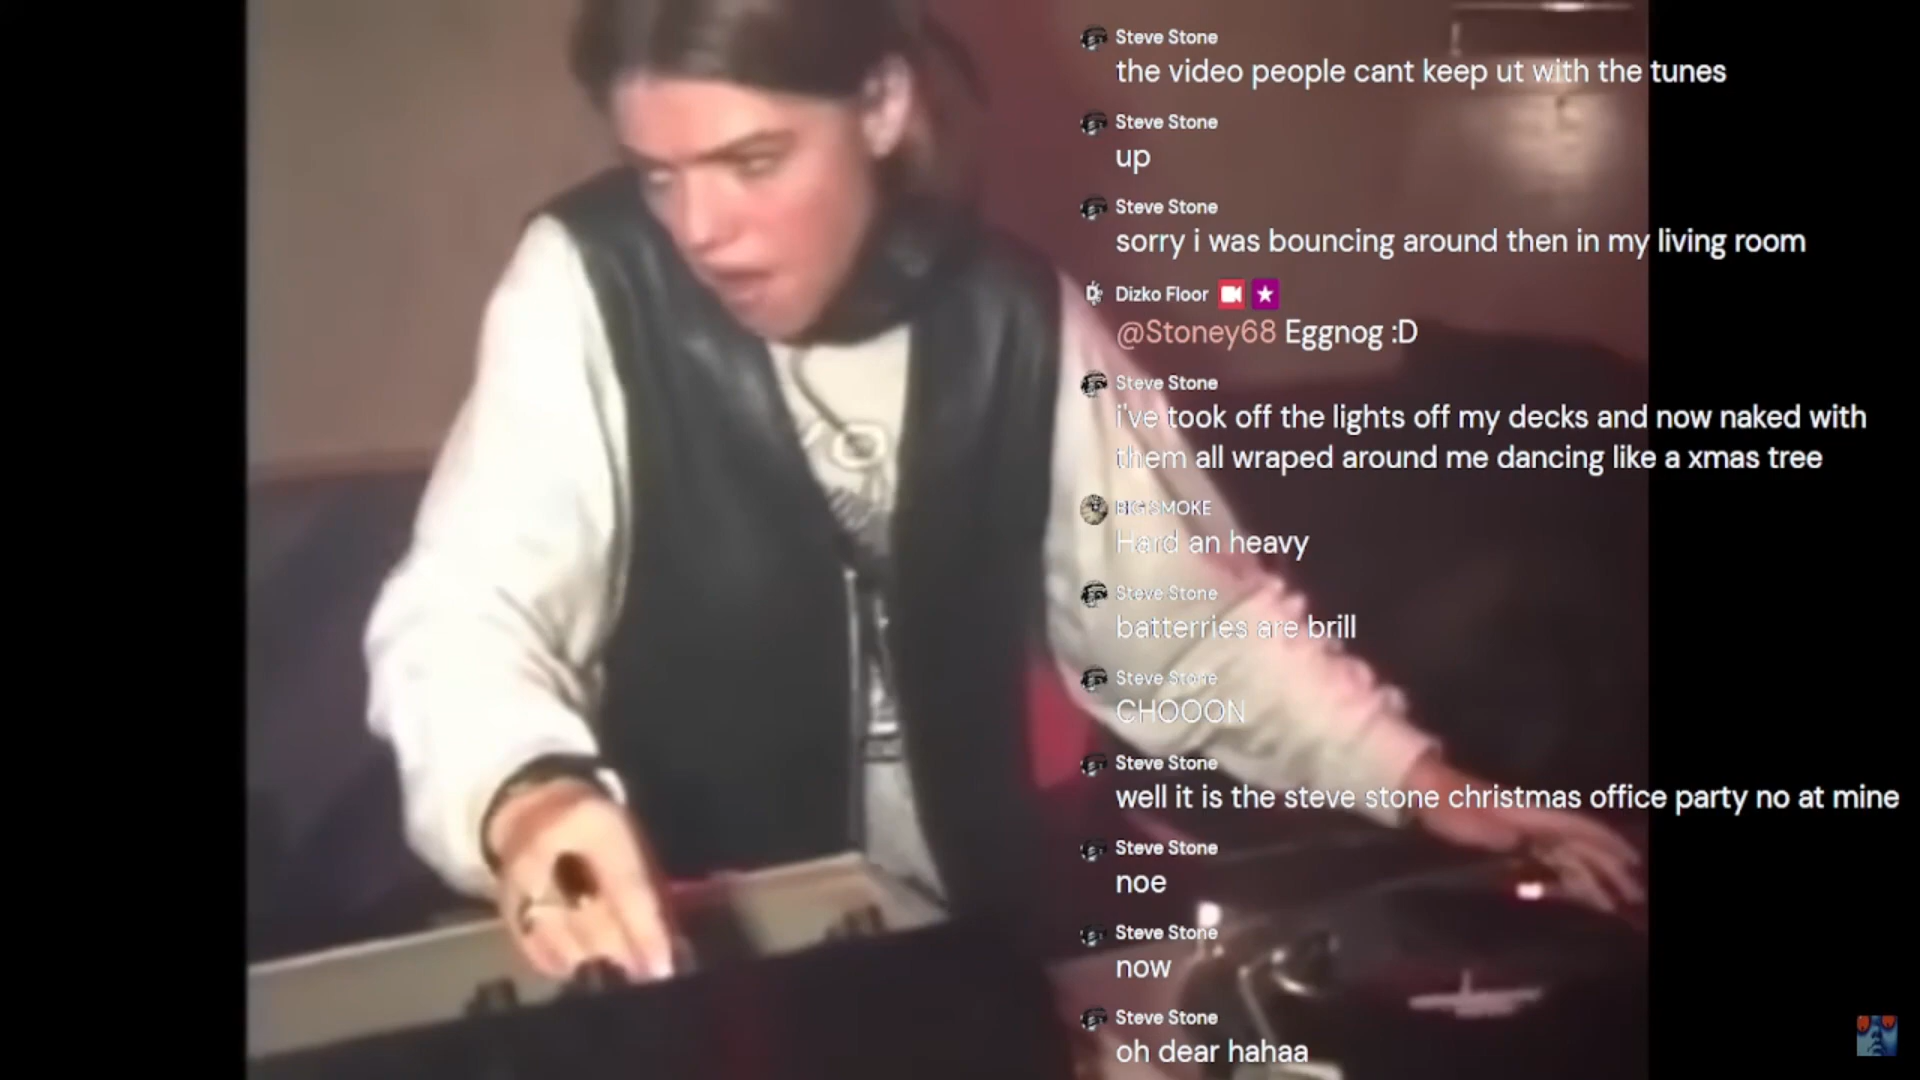 Steve Stone
the video people cant keep ut with the tunes
Steve Stone
up
Steve Stone
sorry i was bouncing around then in my living room
Dizko Floor
@Stoney68 Eggnog :D
Steve Stone
i've took off the lights off my decks and now naked with
them all wraped around me dancing like a xmas tree
BIG SMOKE
Hard an heavy
Steve Stone
batterries are brill
Steve Stone
CHOOON
Steve Stone
well it is the steve stone christmas office party no at mine
Steve Stone
noe
Steve Stone
now
Steve Stone
oh dear hahaa